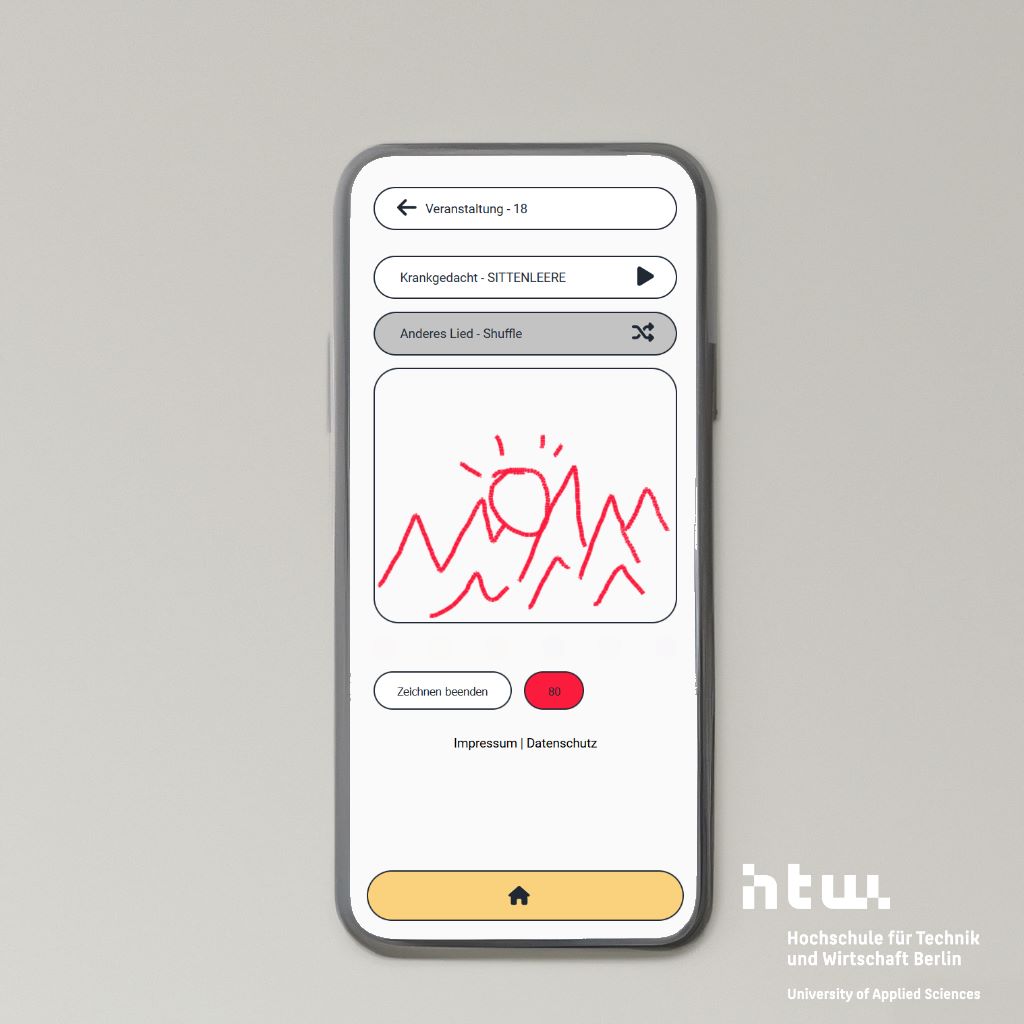 Veranstaltung - 18
Krankgedacht - SITTENLEERE
Anderes Lied - Shuffle
Zeichnen beenden
80
Impressum | Datenschutz
htw.
Hochschule für Technik
und Wirtschaft Berlin
University of Applied Sciences